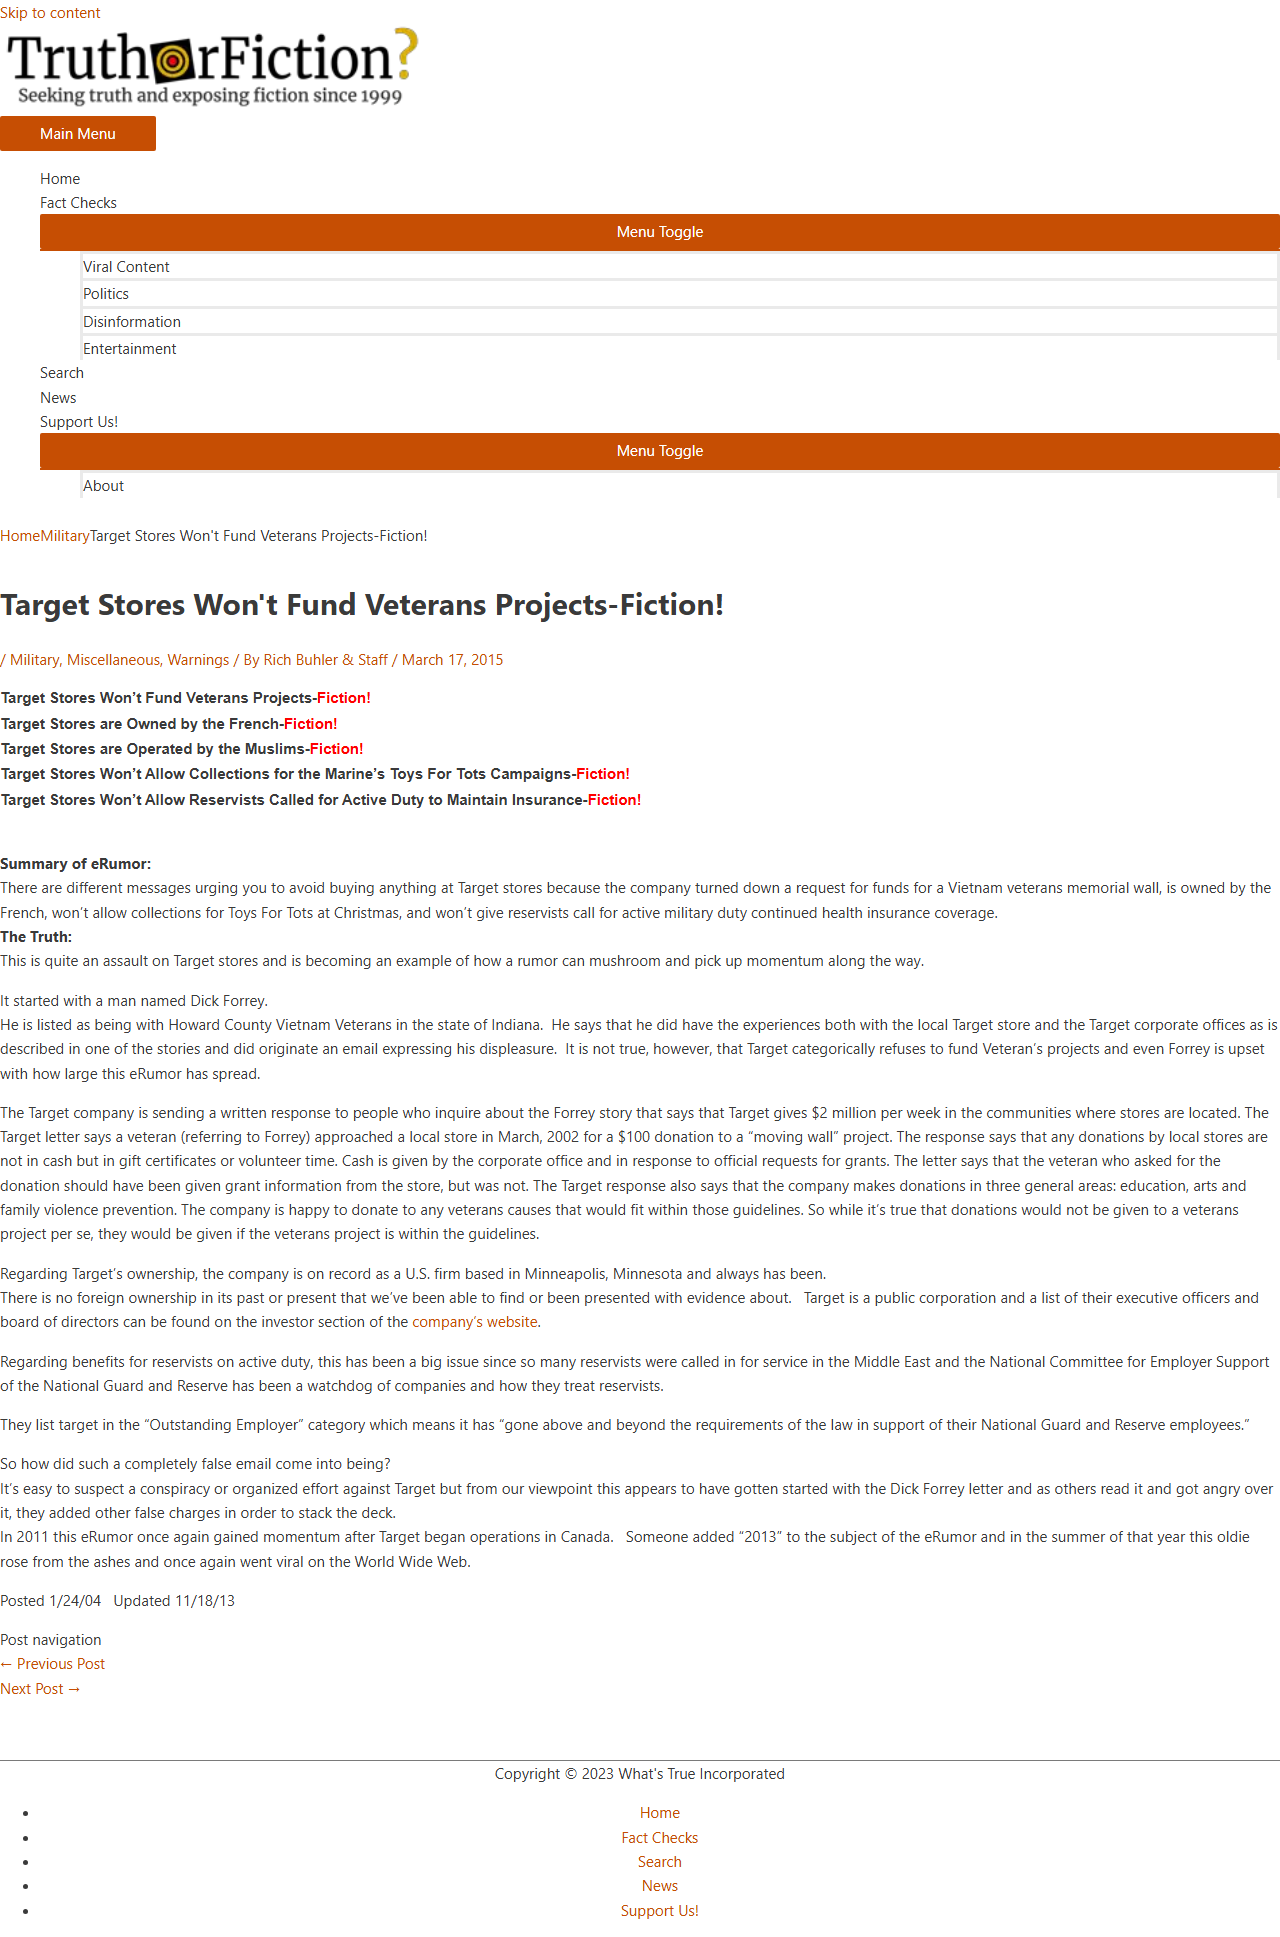 Skip to content
TruthorFiction?
Seeking truth and exposing fiction since 1999
Main Menu
Home
Fact Checks
Menu Toggle
Viral Content
Politics
Disinformation
Entertainment
Search
News
Support Us!
Menu Toggle
About
HomeMilitaryTarget Stores Won't Fund Veterans Projects-Fiction!
Target Stores Won't Fund Veterans Projects-Fiction!
/ Military, Miscellaneous, Warnings / By Rich Buhler & Staff / March 17, 2015
Target Stores Won’t Fund Veterans Projects-Fiction!
Target Stores are Owned by the French-Fiction!
Target Stores are Operated by the Muslims-Fiction!
Target Stores Won’t Allow Collections for the Marine’s Toys For Tots Campaigns-Fiction!
Target Stores Won’t Allow Reservists Called for Active Duty to Maintain Insurance-Fiction!
Summary of eRumor:
There are different messages urging you to avoid buying anything at Target stores because the company turned down a request for funds for a Vietnam veterans memorial wall, is owned by the
French, won’t allow collections for Toys For Tots at Christmas, and won’t give reservists call for active military duty continued health insurance coverage.
The Truth:
This is quite an assault on Target stores and is becoming an example of how a rumor can mushroom and pick up momentum along the way.
It started with a man named Dick Forrey.
He is listed as being with Howard County Vietnam Veterans in the state of Indiana.  He says that he did have the experiences both with the local Target store and the Target corporate offices as is
described in one of the stories and did originate an email expressing his displeasure.  It is not true, however, that Target categorically refuses to fund Veteran’s projects and even Forrey is upset
with how large this eRumor has spread.
The Target company is sending a written response to people who inquire about the Forrey story that says that Target gives $2 million per week in the communities where stores are located. The
Target letter says a veteran (referring to Forrey) approached a local store in March, 2002 for a $100 donation to a “moving wall” project. The response says that any donations by local stores are
not in cash but in gift certificates or volunteer time. Cash is given by the corporate office and in response to official requests for grants. The letter says that the veteran who asked for the
donation should have been given grant information from the store, but was not. The Target response also says that the company makes donations in three general areas: education, arts and
family violence prevention. The company is happy to donate to any veterans causes that would fit within those guidelines. So while it’s true that donations would not be given to a veterans
project per se, they would be given if the veterans project is within the guidelines.
Regarding Target’s ownership, the company is on record as a U.S. firm based in Minneapolis, Minnesota and always has been.
There is no foreign ownership in its past or present that we’ve been able to find or been presented with evidence about.   Target is a public corporation and a list of their executive officers and
board of directors can be found on the investor section of the company’s website.
Regarding benefits for reservists on active duty, this has been a big issue since so many reservists were called in for service in the Middle East and the National Committee for Employer Support
of the National Guard and Reserve has been a watchdog of companies and how they treat reservists.
They list target in the “Outstanding Employer” category which means it has “gone above and beyond the requirements of the law in support of their National Guard and Reserve employees.”
So how did such a completely false email come into being?
It’s easy to suspect a conspiracy or organized effort against Target but from our viewpoint this appears to have gotten started with the Dick Forrey letter and as others read it and got angry over
it, they added other false charges in order to stack the deck.
In 2011 this eRumor once again gained momentum after Target began operations in Canada.   Someone added “2013” to the subject of the eRumor and in the summer of that year this oldie
rose from the ashes and once again went viral on the World Wide Web.
Posted 1/24/04   Updated 11/18/13
Post navigation
← Previous Post
Next Post →
Copyright © 2023 What's True Incorporated
Home
Fact Checks
Search
News
Support Us!